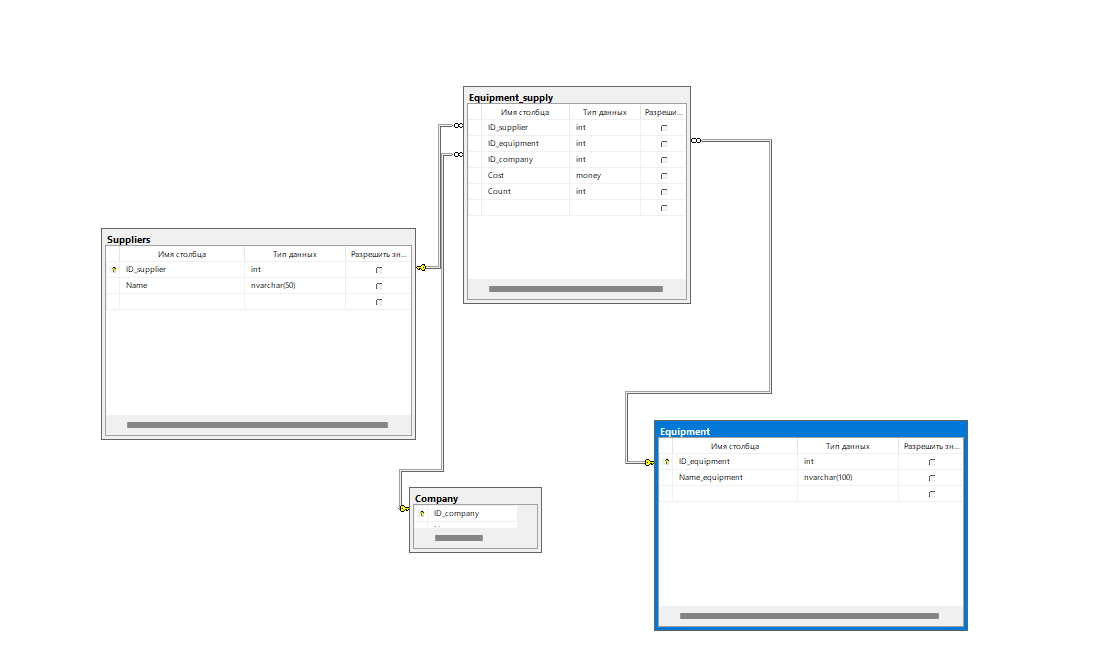 Equipment_supply
Имя столбца Тип данных Разреши...
ID_supplier int
ID_equipment int
ID_company int
Cost money
Count int
Suppliers
Имя столбца Тип данных Разрешить зн...
ID_supplier int
Name nvarchar(50)
Company
ID_company
Equipment
Имя столбца Тип данных Разрешить зн...
ID_equipment int
Name_equipment nvarchar(100)